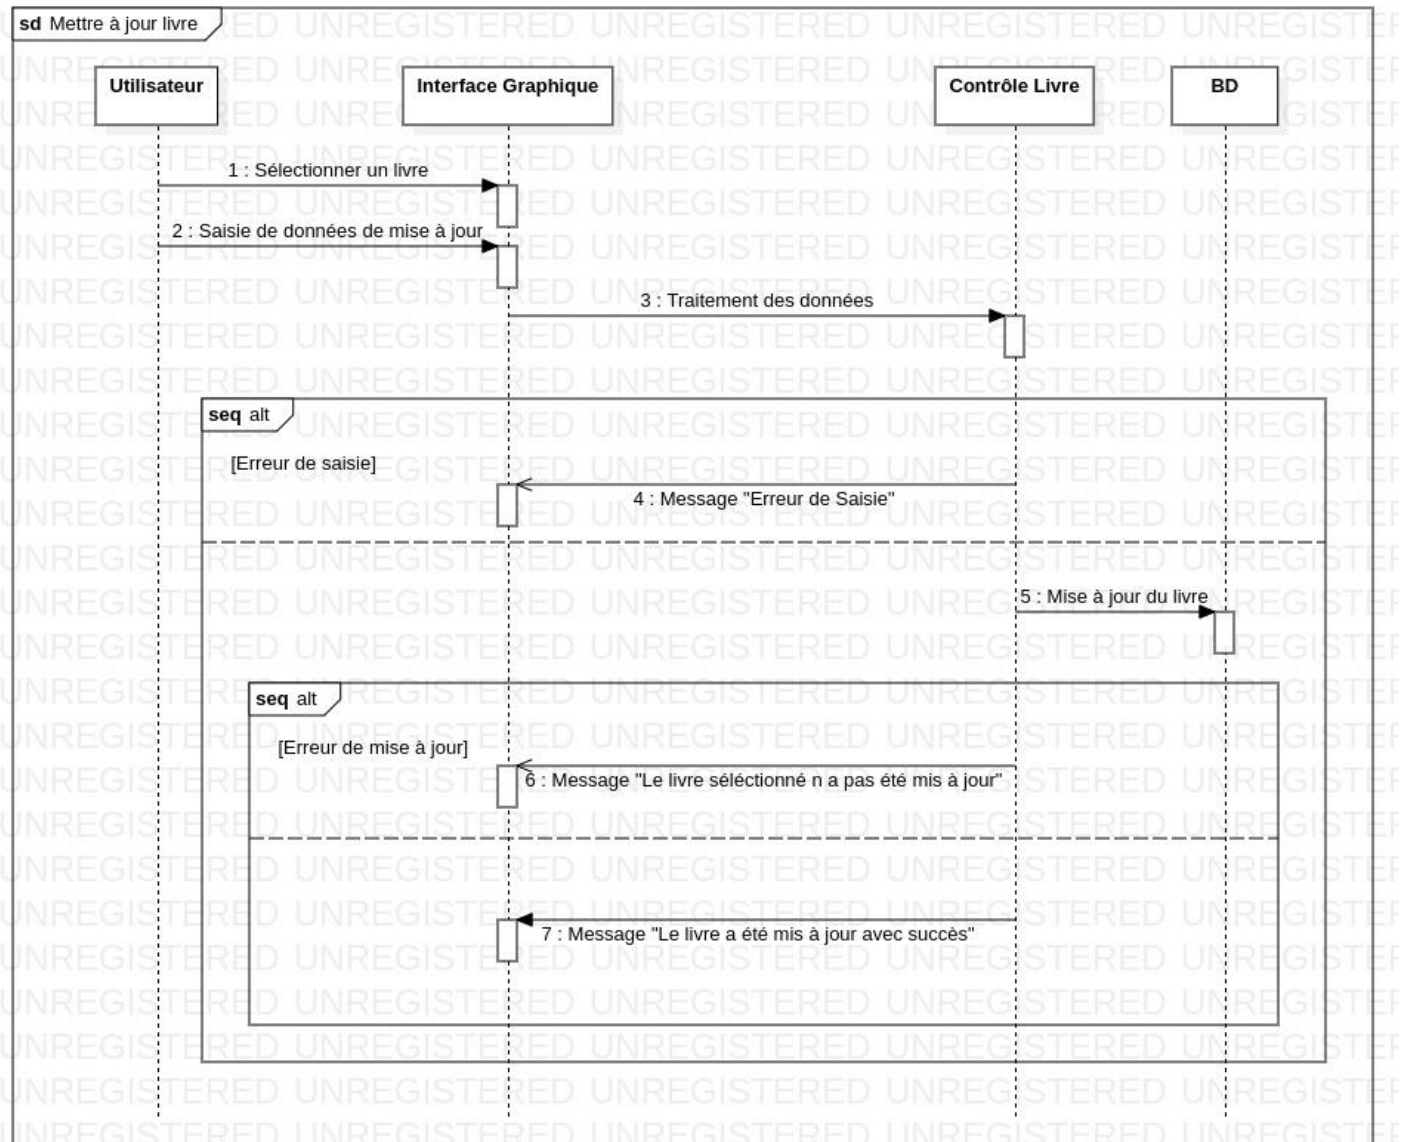 sd Mettre à jour livre
Utilisateur
Interface Graphique
Contrôle Livre
BD
1 : Sélectionner un livre
2 : Saisie de données de mise à jour
3 : Traitement des données
seq alt
[Erreur de saisie]
4 : Message "Erreur de Saisie"
5 : Mise à jour du livre
seq alt
[Erreur de mise à jour]
6 : Message "Le livre séléctionné n a pas été mis à jour"
7 : Message "Le livre a été mis à jour avec succès"
UNREGISTERED